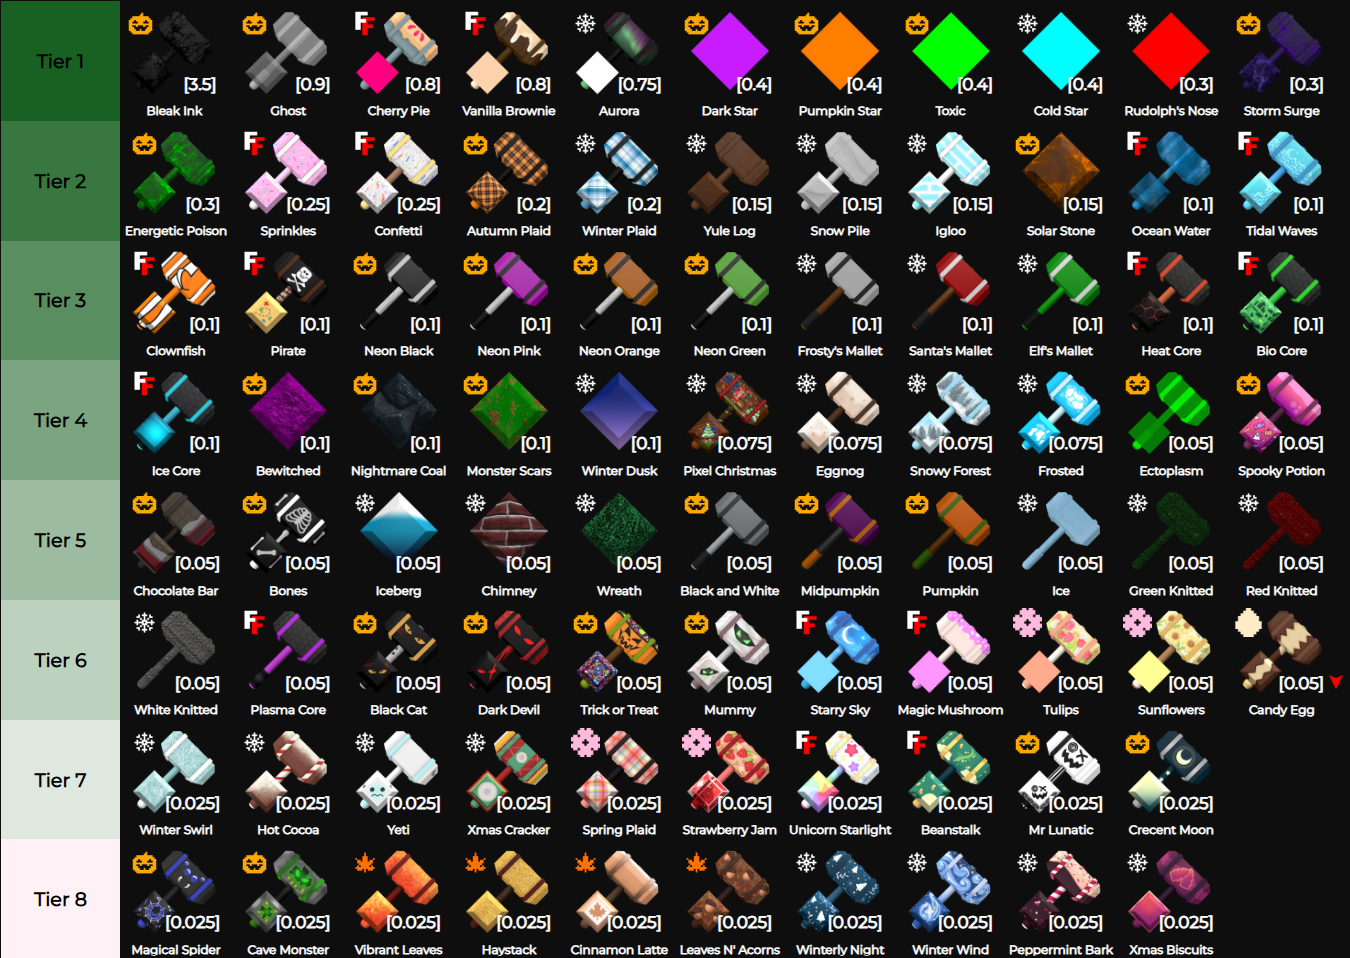 Tier 1
[3.5] [0.9] [0.8] [0.8] [0.75] [0.4] [0.4] [0.4] [0.4] [0.3] [0.3]
Bleak Ink Ghost Cherry Pie Vanilla Brownie Aurora Dark Star Pumpkin Star Toxic Cold Star Rudolph's Nose Storm Surge
Tier 2
[0.3] [0.25] [0.25] [0.2] [0.2] [0.15] [0.15] [0.15] [0.15] [0.1] [0.1]
Energetic Poison Sprinkles Confetti Autumn Plaid Winter Plaid Yule Log Snow Pile Igloo Solar Stone Ocean Water Tidal Waves
Tier 3
[0.1] [0.1] [0.1] [0.1] [0.1] [0.1] [0.1] [0.1] [0.1] [0.1] [0.1]
Clownfish Pirate Neon Black Neon Pink Neon Orange Neon Green Frosty's Mallet Santa's Mallet Elf's Mallet Heat Core Bio Core
Tier 4
[0.1] [0.1] [0.1] [0.1] [0.1] [0.075] [0.075] [0.075] [0.075] [0.05] [0.05]
Ice Core Bewitched Nightmare Coal Monster Scars Winter Dusk Pixel Christmas Eggnog Snowy Forest Frosted Ectoplasm Spooky Potion
Tier 5
[0.05] [0.05] [0.05] [0.05] [0.05] [0.05] [0.05] [0.05] [0.05] [0.05] [0.05]
Chocolate Bar Bones Iceberg Chimney Wreath Black and White Midpumpkin Pumpkin Ice Green Knitted Red Knitted
Tier 6
[0.05] [0.05] [0.05] [0.05] [0.05] [0.05] [0.05] [0.05] [0.05] [0.05] [0.05]
White Knitted Plasma Core Black Cat Dark Devil Trick or Treat Mummy Starry Sky Magic Mushroom Tulips Sunflowers Candy Egg
Tier 7
[0.025] [0.025] [0.025] [0.025] [0.025] [0.025] [0.025] [0.025] [0.025] [0.025]
Winter Swirl Hot Cocoa Yeti Xmas Cracker Spring Plaid Strawberry Jam Unicorn Starlight Beanstalk Mr Lunatic Crecent Moon
Tier 8
[0.025] [0.025] [0.025] [0.025] [0.025] [0.025] [0.025] [0.025] [0.025] [0.025]
Magical Spider Cave Monster Vibrant Leaves Haystack Cinnamon Latte Leaves N' Acorns Winterly Night Winter Wind Peppermint Bark Xmas Biscuits